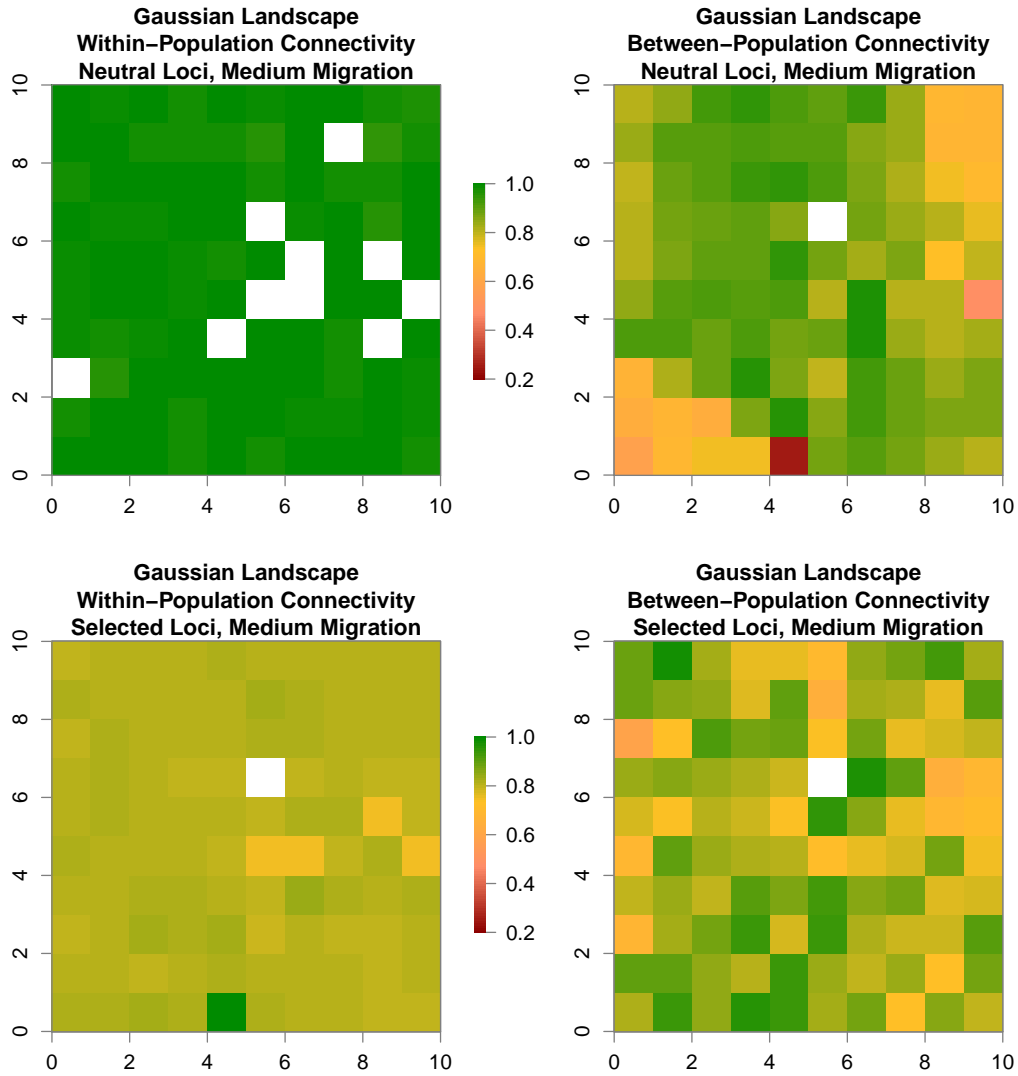 Gaussian Landscape
Within−Population Connectivity
Neutral Loci, Medium Migration
10
8
6
4
2
0
0 2 4 6 8 10
1.0
0.8
0.6
0.4
0.2
Gaussian Landscape
Between−Population Connectivity
Neutral Loci, Medium Migration
10
8
6
4
2
0
0 2 4 6 8 10
Gaussian Landscape
Within−Population Connectivity
Selected Loci, Medium Migration
10
8
6
4
2
0
0 2 4 6 8 10
1.0
0.8
0.6
0.4
0.2
Gaussian Landscape
Between−Population Connectivity
Selected Loci, Medium Migration
10
8
6
4
2
0
0 2 4 6 8 10